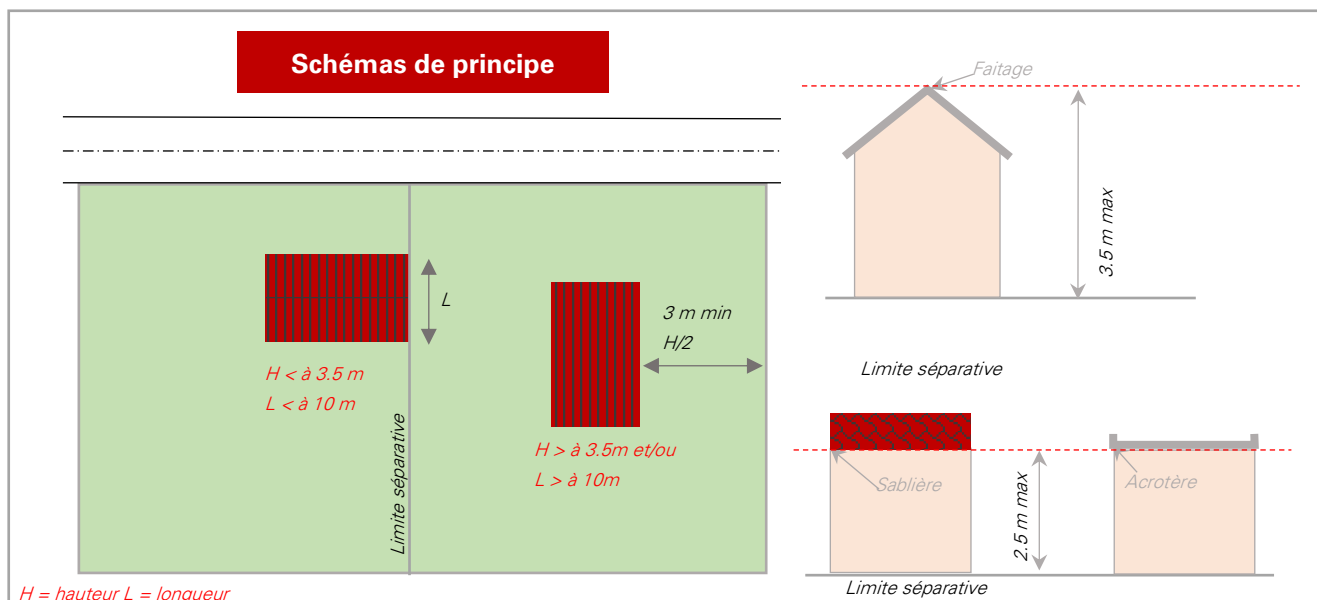 Schémas de principe
Faitage
3.5 m max
L
3 m min
H/2
H < à 3.5 m
L < à 10 m
Limite séparative
H > à 3.5m et/ou
L > à 10m
Limite séparative
Sablière
Acrotère
2.5 m max
Limite séparative
H = hauteur L = longueur